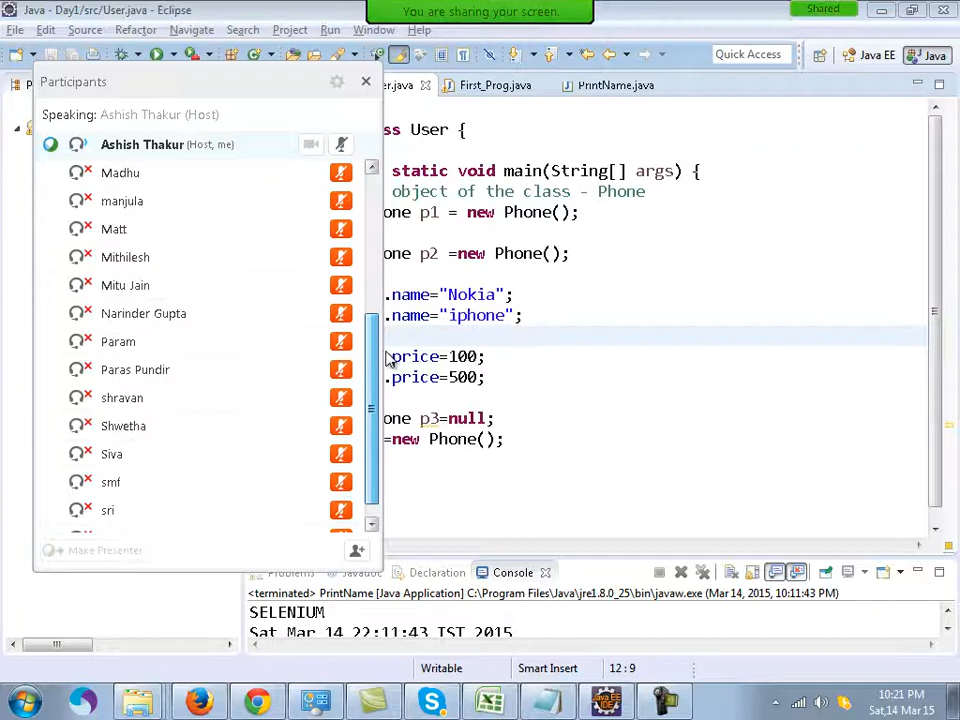 Java - Day1/src/User.java - Eclipse
You are sharing your screen.
Shared
File Edit Source Refactor Navigate Search Project Run Window Help
Quick Access
Java EE
Java
er.java
First_Prog.java
PrintName.java
Participants
Speaking: Ashish Thakur (Host)
Ashish Thakur (Host, me)
Madhu
manjula
Matt
Mithilesh
Mitu Jain
Narinder Gupta
Param
Paras Pundir
shravan
Shwetha
Siva
smf
sri
Make Presenter
ss User {
static void main(String[] args) {
object of the class - Phone
one p1 = new Phone();
one p2 =new Phone();
.name="Nokia";
.name="iphone";
.price=100;
.price=500;
one p3=null;
=new Phone();
Problems Javadoc Declaration Console
<terminated> PrintName [Java Application] C:\Program Files\Java\jre1.8.0_25\bin\javaw.exe (Mar 14, 2015, 10:11:43 PM)
SELENIUM
Sat Mar 14 22:11:43 IST 2015
Writable
Smart Insert
12 : 9
10:21 PM
Sat,14 Mar 15